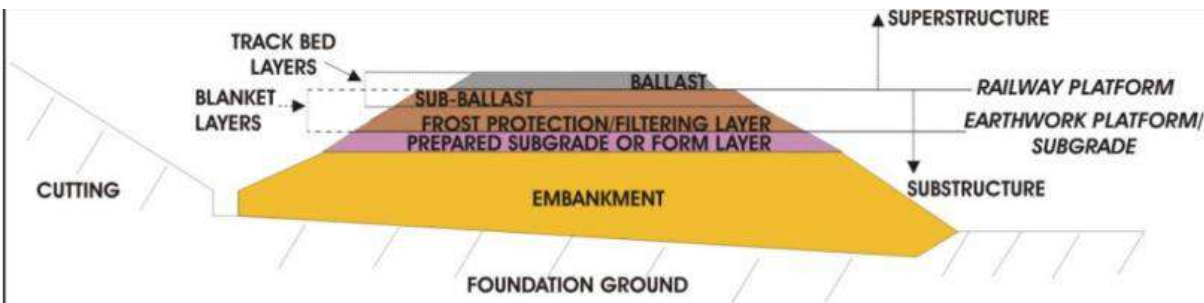 SUPERSTRUCTURE
TRACK BED
LAYERS
BALLAST
RAILWAY PLATFORM
BLANKET
LAYERS
SUB-BALLAST
FROST PROTECTION/FILTERING LAYER
EARTHWORK PLATFORM/
SUBGRADE
PREPARED SUBGRADE OR FORM LAYER
CUTTING
EMBANKMENT
SUBSTRUCTURE
FOUNDATION GROUND